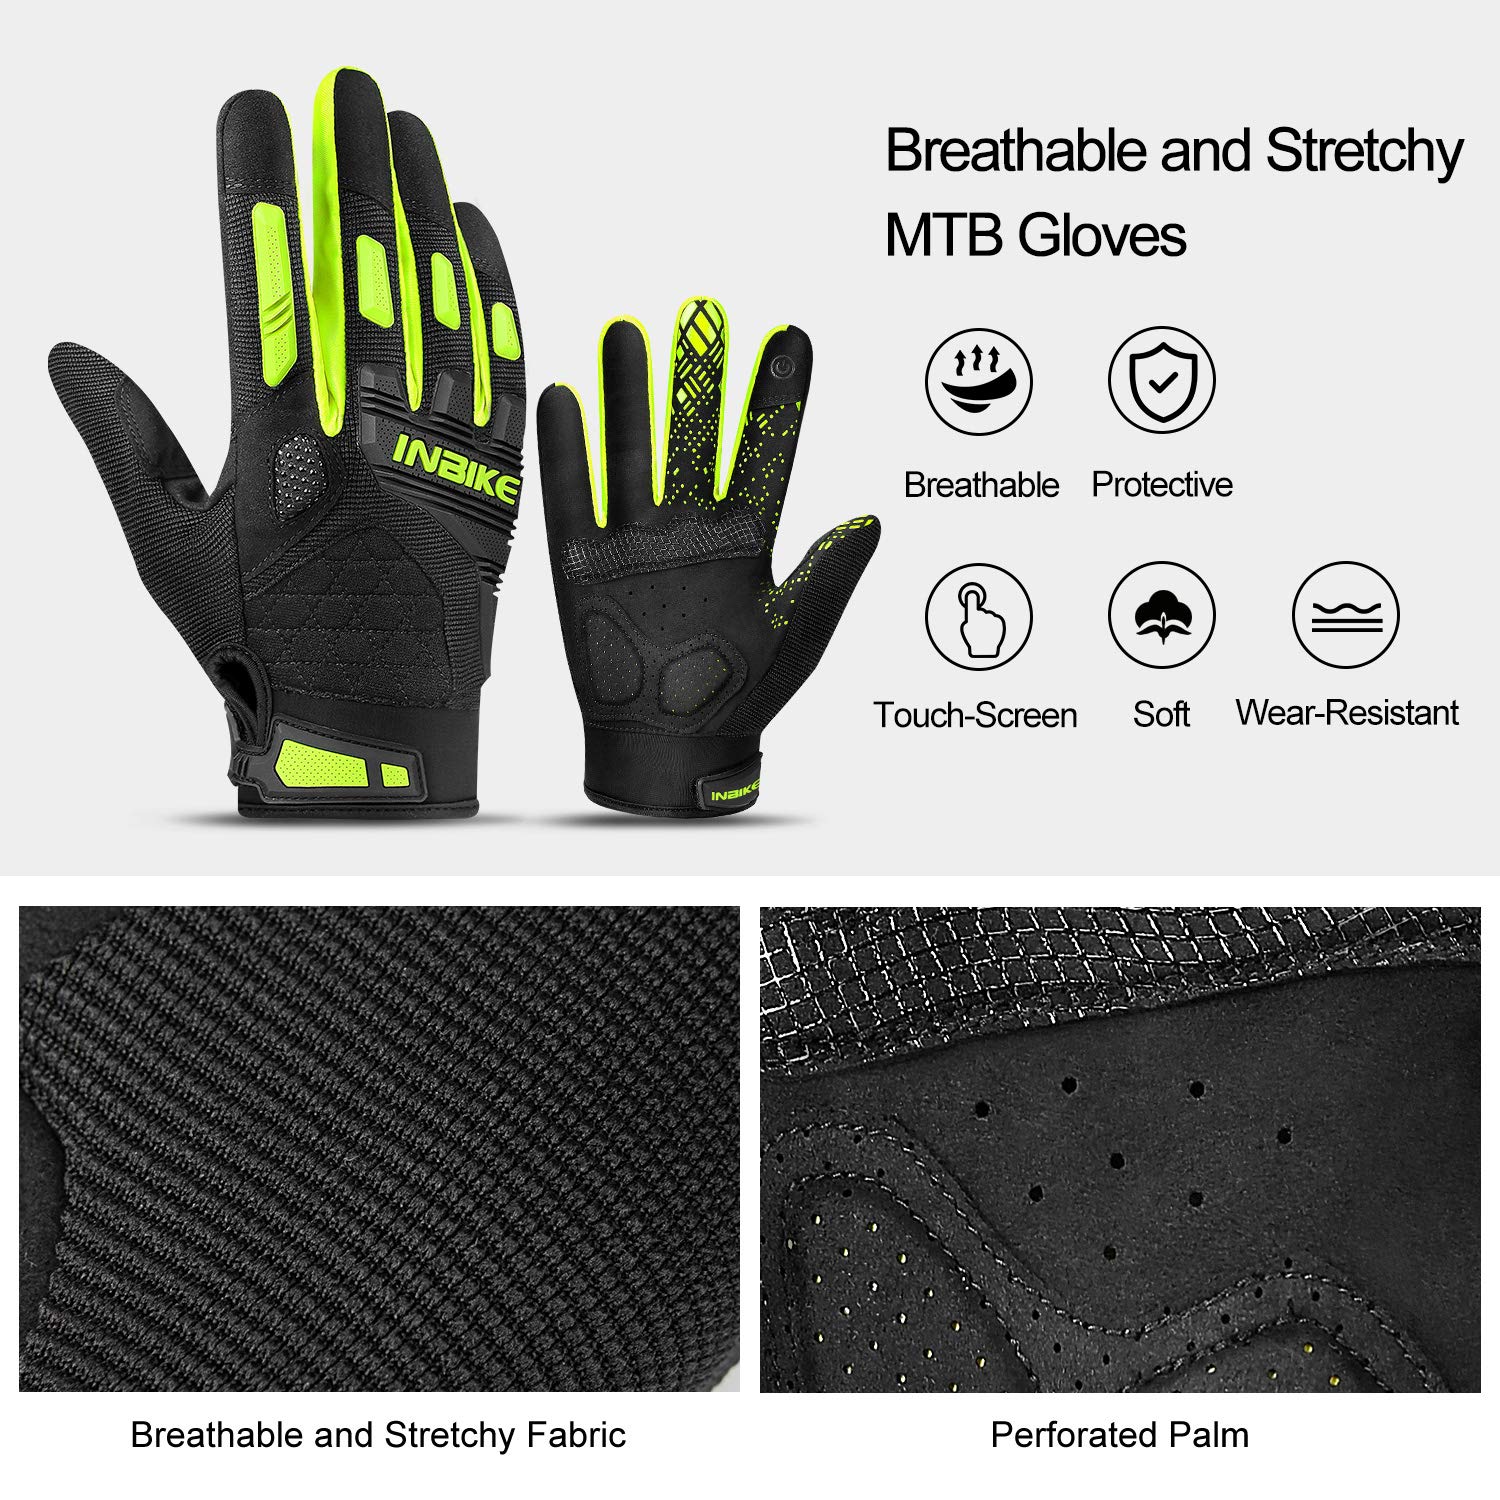 Breathable and Stretchy
MTB Gloves
INBIKE
INBIKE
Breathable
Protective
Touch-Screen
Soft
Wear-Resistant
Breathable and Stretchy Fabric
Perforated Palm